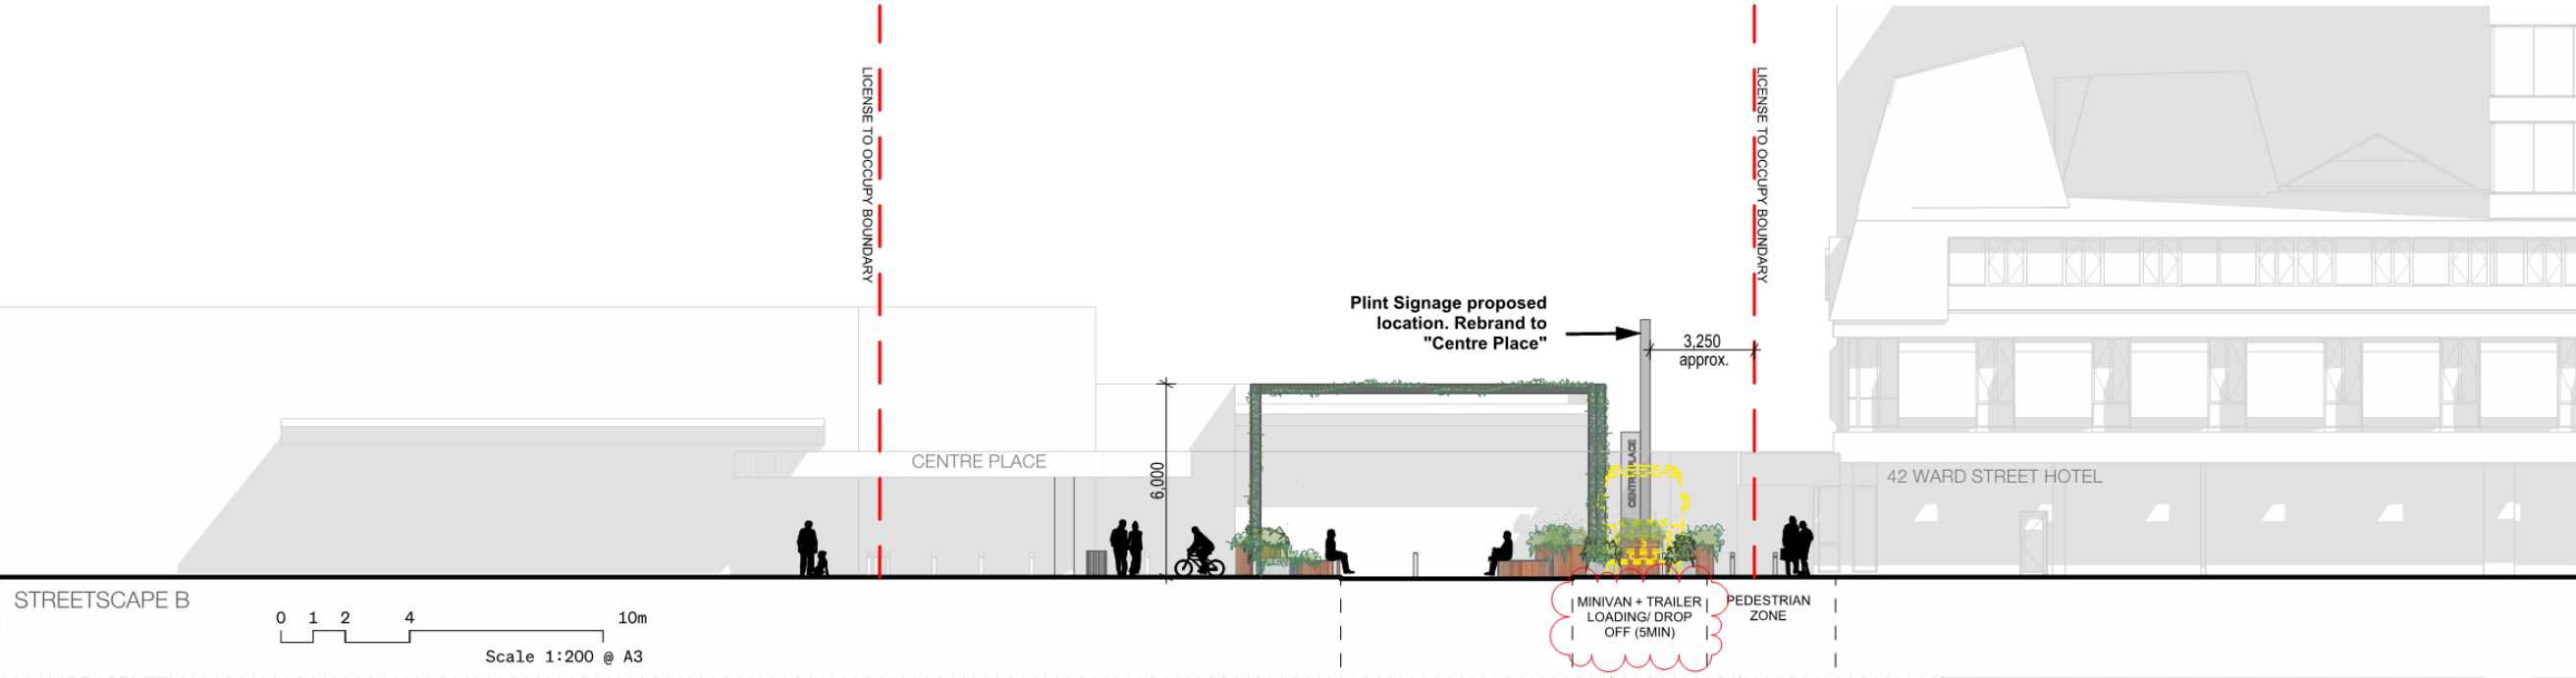 LICENSE TO OCCUPY BOUNDARY
LICENSE TO OCCUPY BOUNDARY
Plint Signage proposed
location. Rebrand to
"Centre Place"
3,250
approx.
6,000
CENTRE PLACE
CENTRE PLACE
42 WARD STREET HOTEL
STREETSCAPE B
0 1 2 4 10m
Scale 1:200 @ A3
MINIVAN + TRAILER
LOADING/ DROP
OFF (5MIN)
PEDESTRIAN
ZONE